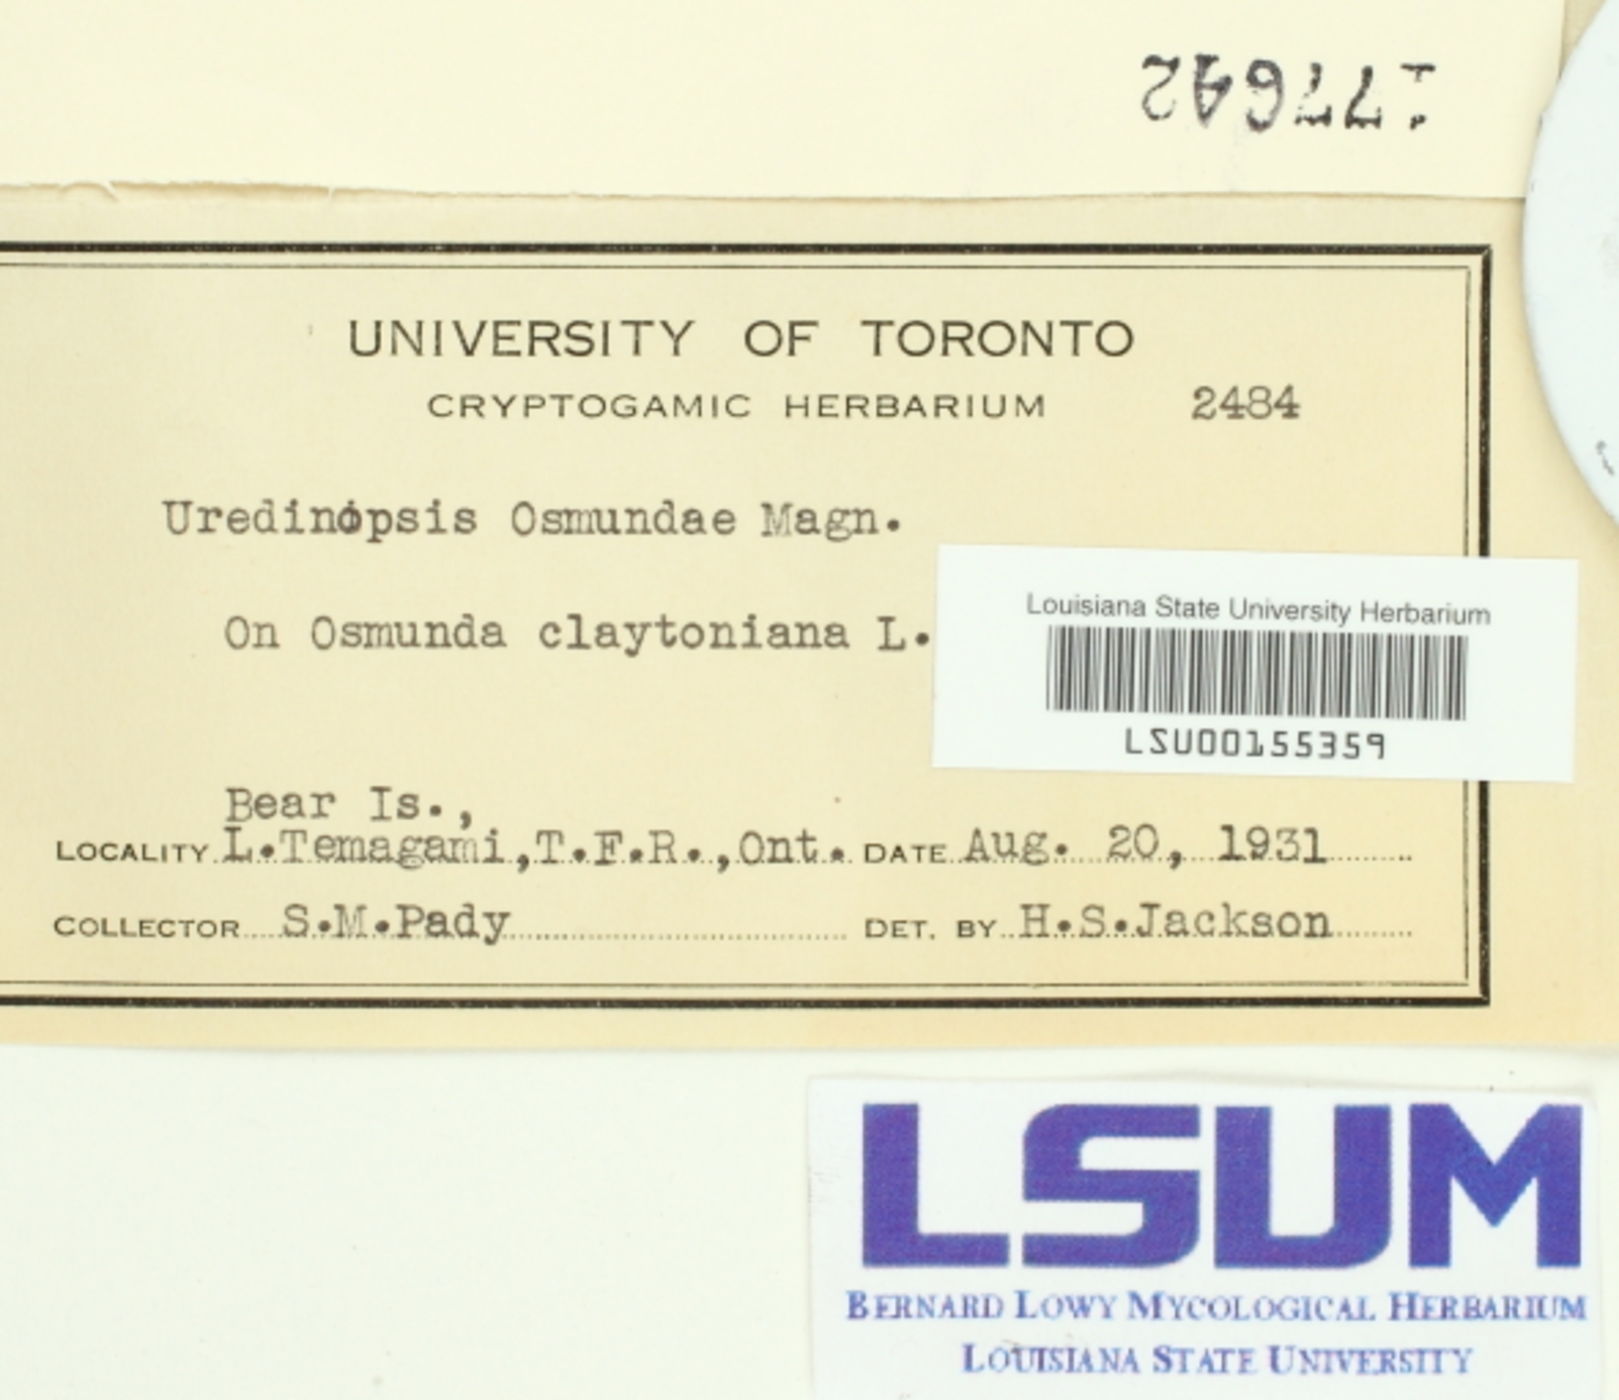 UNIVERSITY OF TORONTO
CRYPTOGAMIC HERBARIUM 2484
Uredinopsis Osmundae Magn.
On Osmunda claytoniana L.
Louisiana State University Herbarium
LSU00155359
Bear Is.,
LOCALITY L.Temagami,T.F.R.,Ont. DATE Aug. 20, 1931
COLLECTOR S.M.Pady DET. BY H.S.Jackson
LSUM
BERNARD LOWY MYCOLOGICAL HERBARIUM
LOUISIANA STATE UNIVERSITY